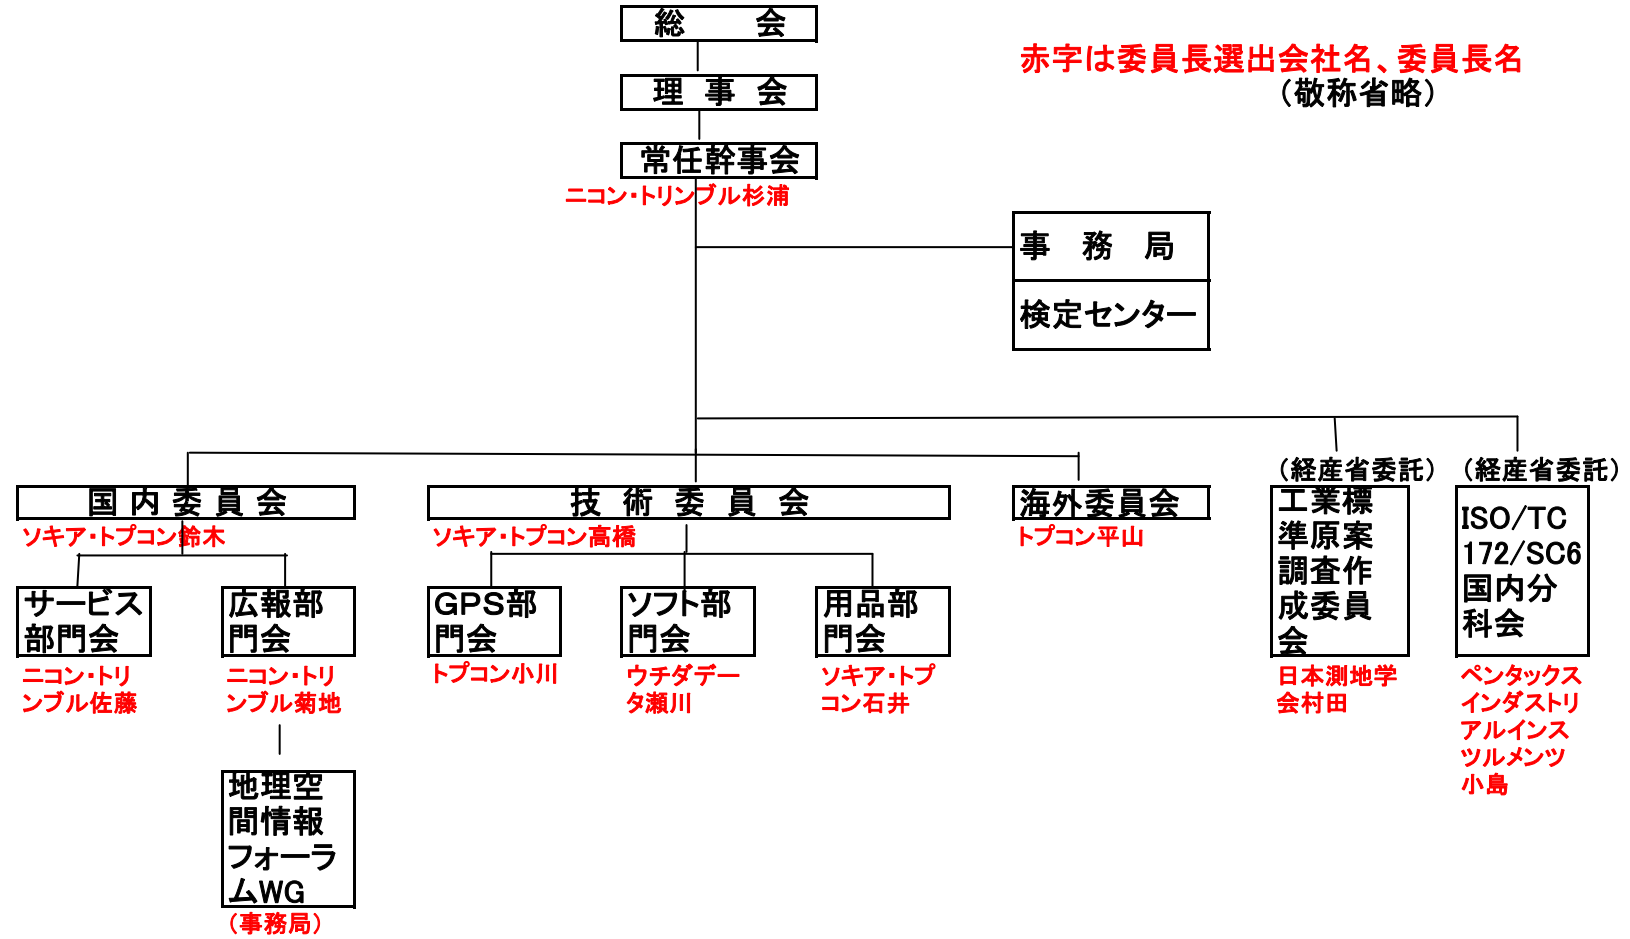 総　会
赤字は委員長選出会社名、委員長名
（敬称省略）
理 事 会
常任幹事会
ニコン・トリンブル杉浦
事 務 局
検定センター
国 内 委 員 会
ソキア・トプコン鈴木
サービス
部門会
ニコン・トリ
ンブル佐藤
広報部
門会
ニコン・トリ
ンブル菊地
地理空
間情報
フォーラ
ムWG
（事務局）
技 術 委 員 会
ソキア・トプコン高橋
GPS部
門会
トプコン小川
ソフト部
門会
ウチダデー
タ瀬川
用品部
門会
ソキア・トプ
コン石井
海外委員会
トプコン平山
（経産省委託）
工業標
準原案
調査作
成委員
会
日本測地学
会村田
（経産省委託）
ISO/TC
172/SC6
国内分
科会
ペンタックス
インダストリ
アルインス
ツルメンツ
小島